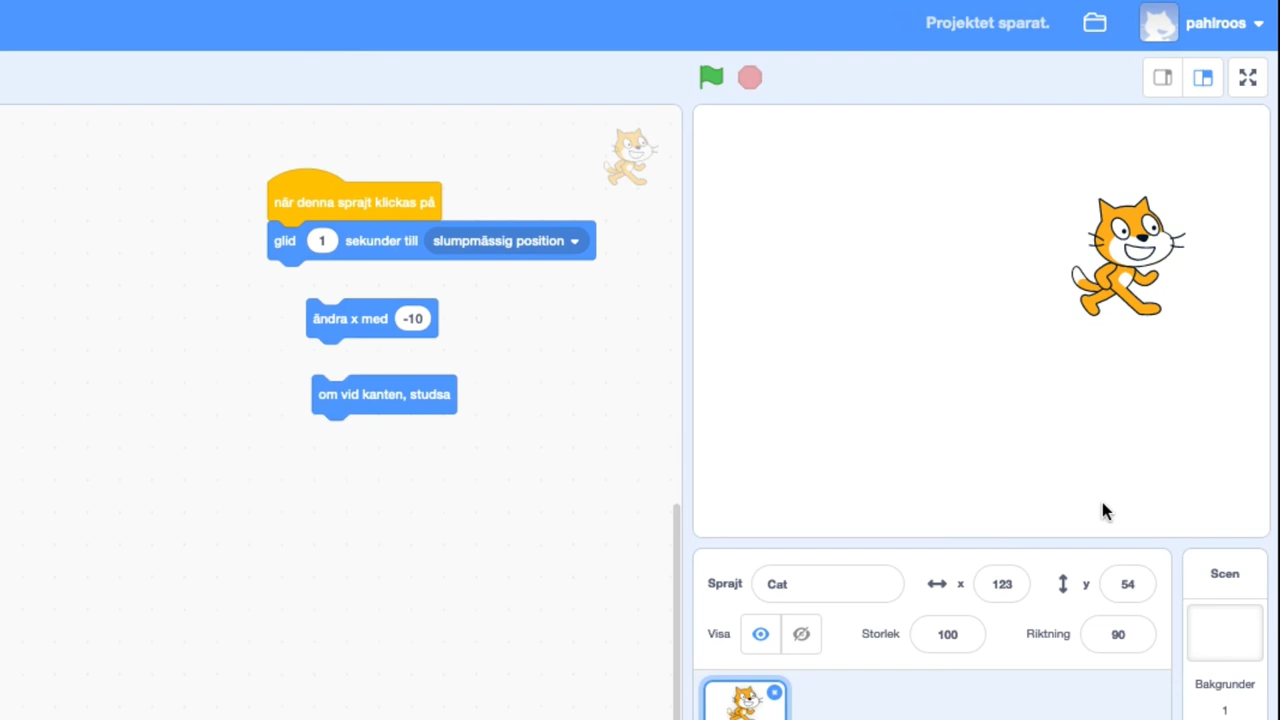 Projektet sparat.
pahlroos
när denna sprajt klickas på
glid 1 sekunder till slumpmässig position
ändra x med -10
om vid kanten, studsa
Sprajt Cat x 123 y 54
Visa Storlek 100 Riktning 90
Scen
Bakgrunder
1